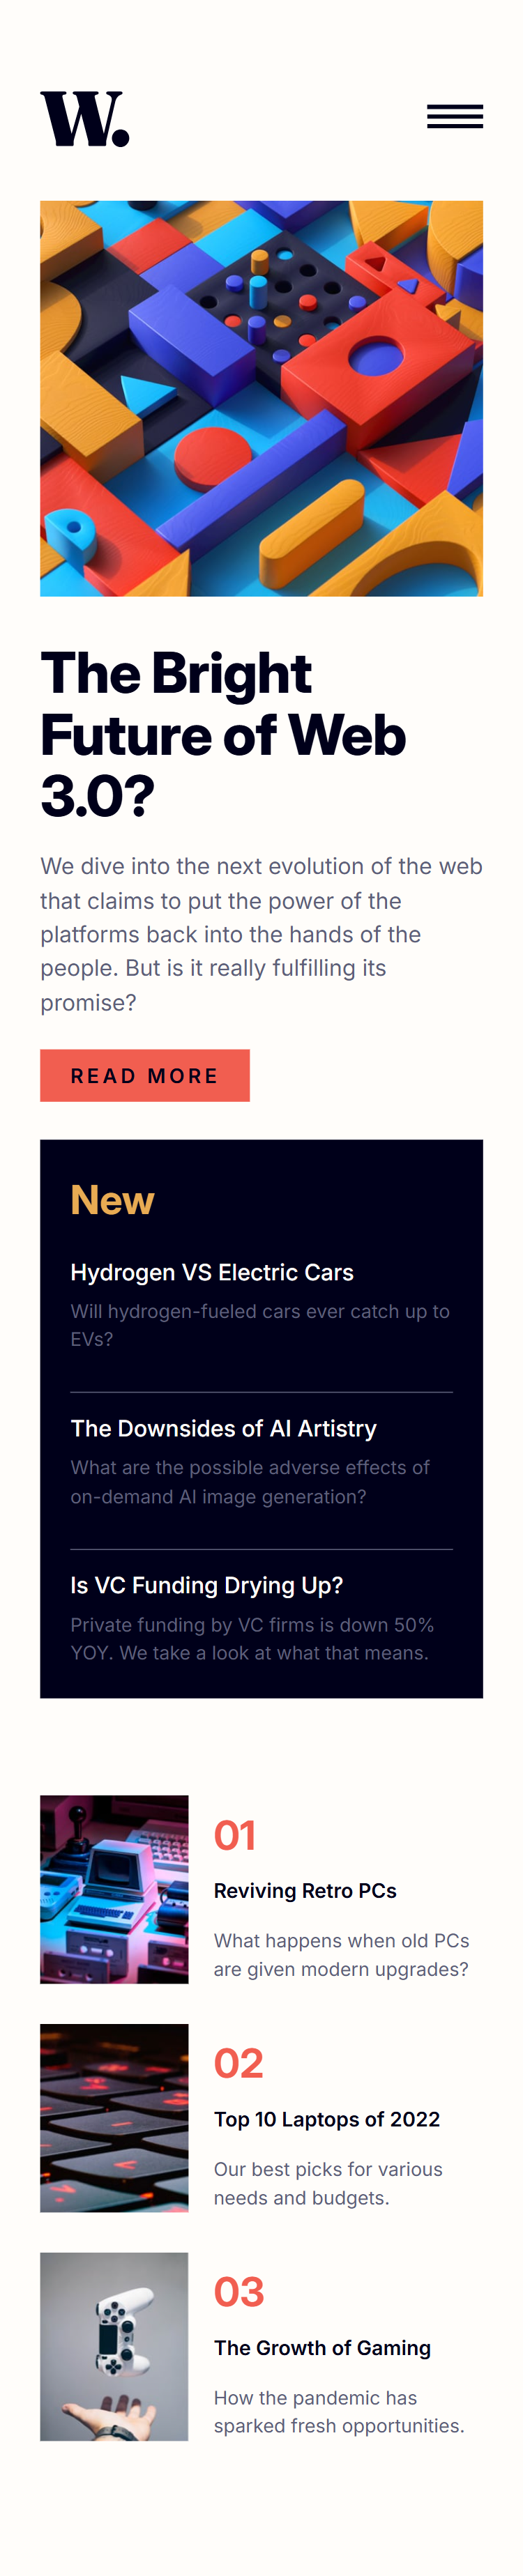 W.
The Bright
Future of Web
3.0?
We dive into the next evolution of the web
that claims to put the power of the
platforms back into the hands of the
people. But is it really fulfilling its
promise?
READ MORE
New
Hydrogen VS Electric Cars
Will hydrogen-fueled cars ever catch up to
EVs?
The Downsides of AI Artistry
What are the possible adverse effects of
on-demand AI image generation?
Is VC Funding Drying Up?
Private funding by VC firms is down 50%
YOY. We take a look at what that means.
01
Reviving Retro PCs
What happens when old PCs
are given modern upgrades?
02
Top 10 Laptops of 2022
Our best picks for various
needs and budgets.
03
The Growth of Gaming
How the pandemic has
sparked fresh opportunities.